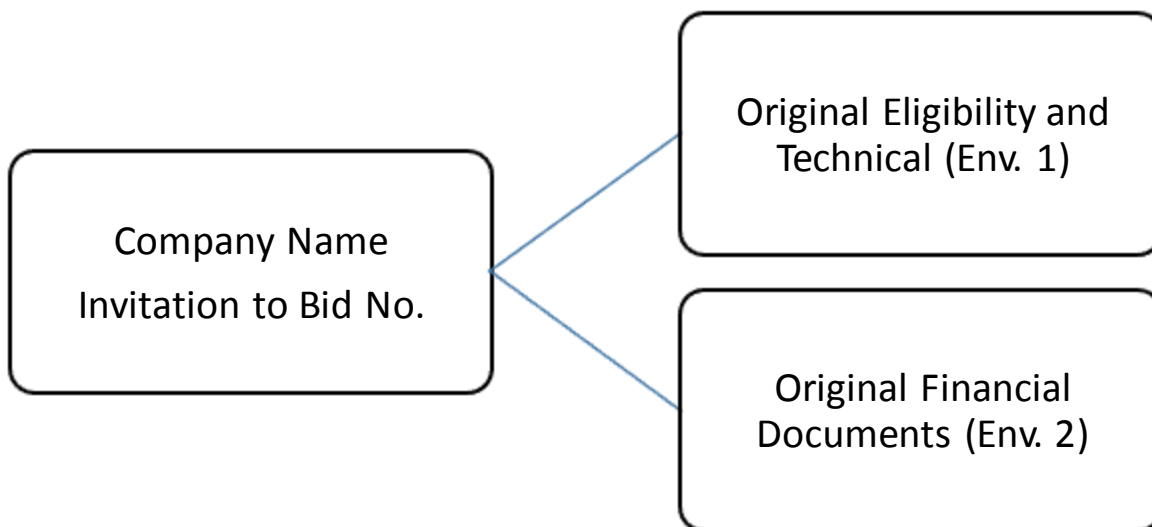 Original Eligibility and
Technical (Env. 1)
Company Name
Invitation to Bid No.
Original Financial
Documents (Env. 2)